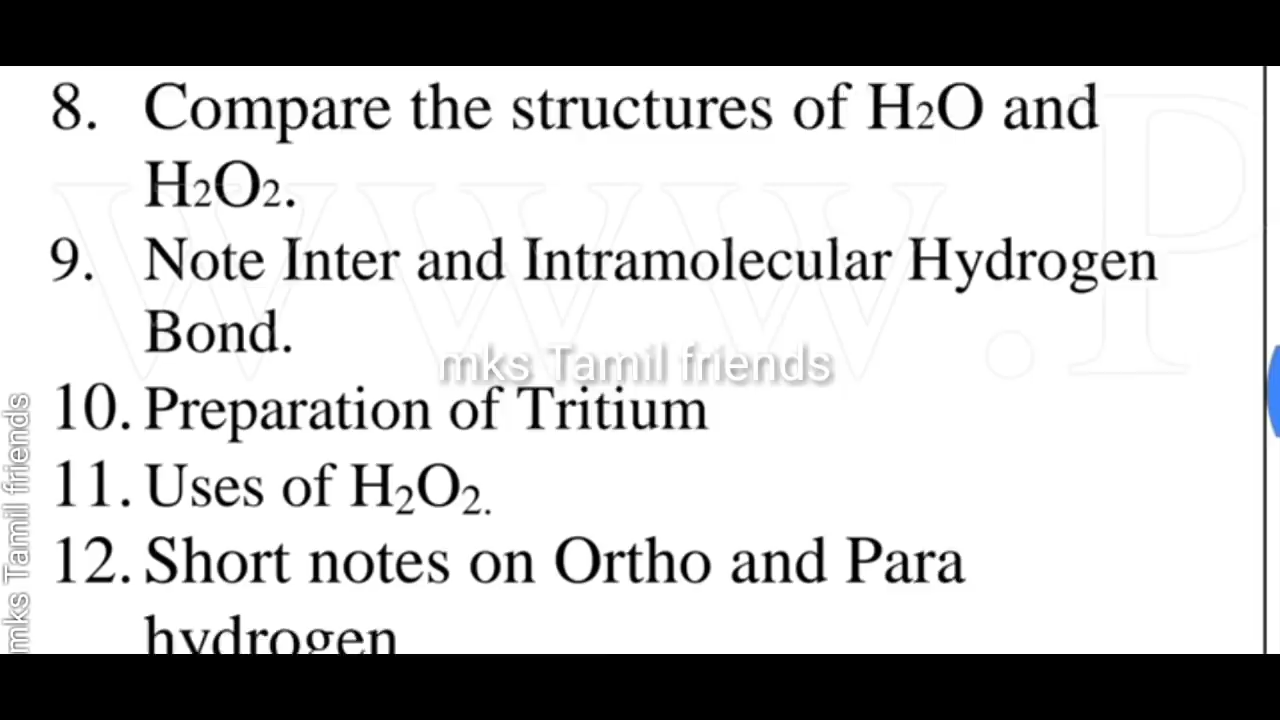 8. Compare the structures of H2O and
H2O2.
9. Note Inter and Intramolecular Hydrogen
Bond.
mks Tamil friends
10. Preparation of Tritium
11. Uses of H₂O₂.
12. Short notes on Ortho and Para
hydrogen
mks Tamil friends
www.P